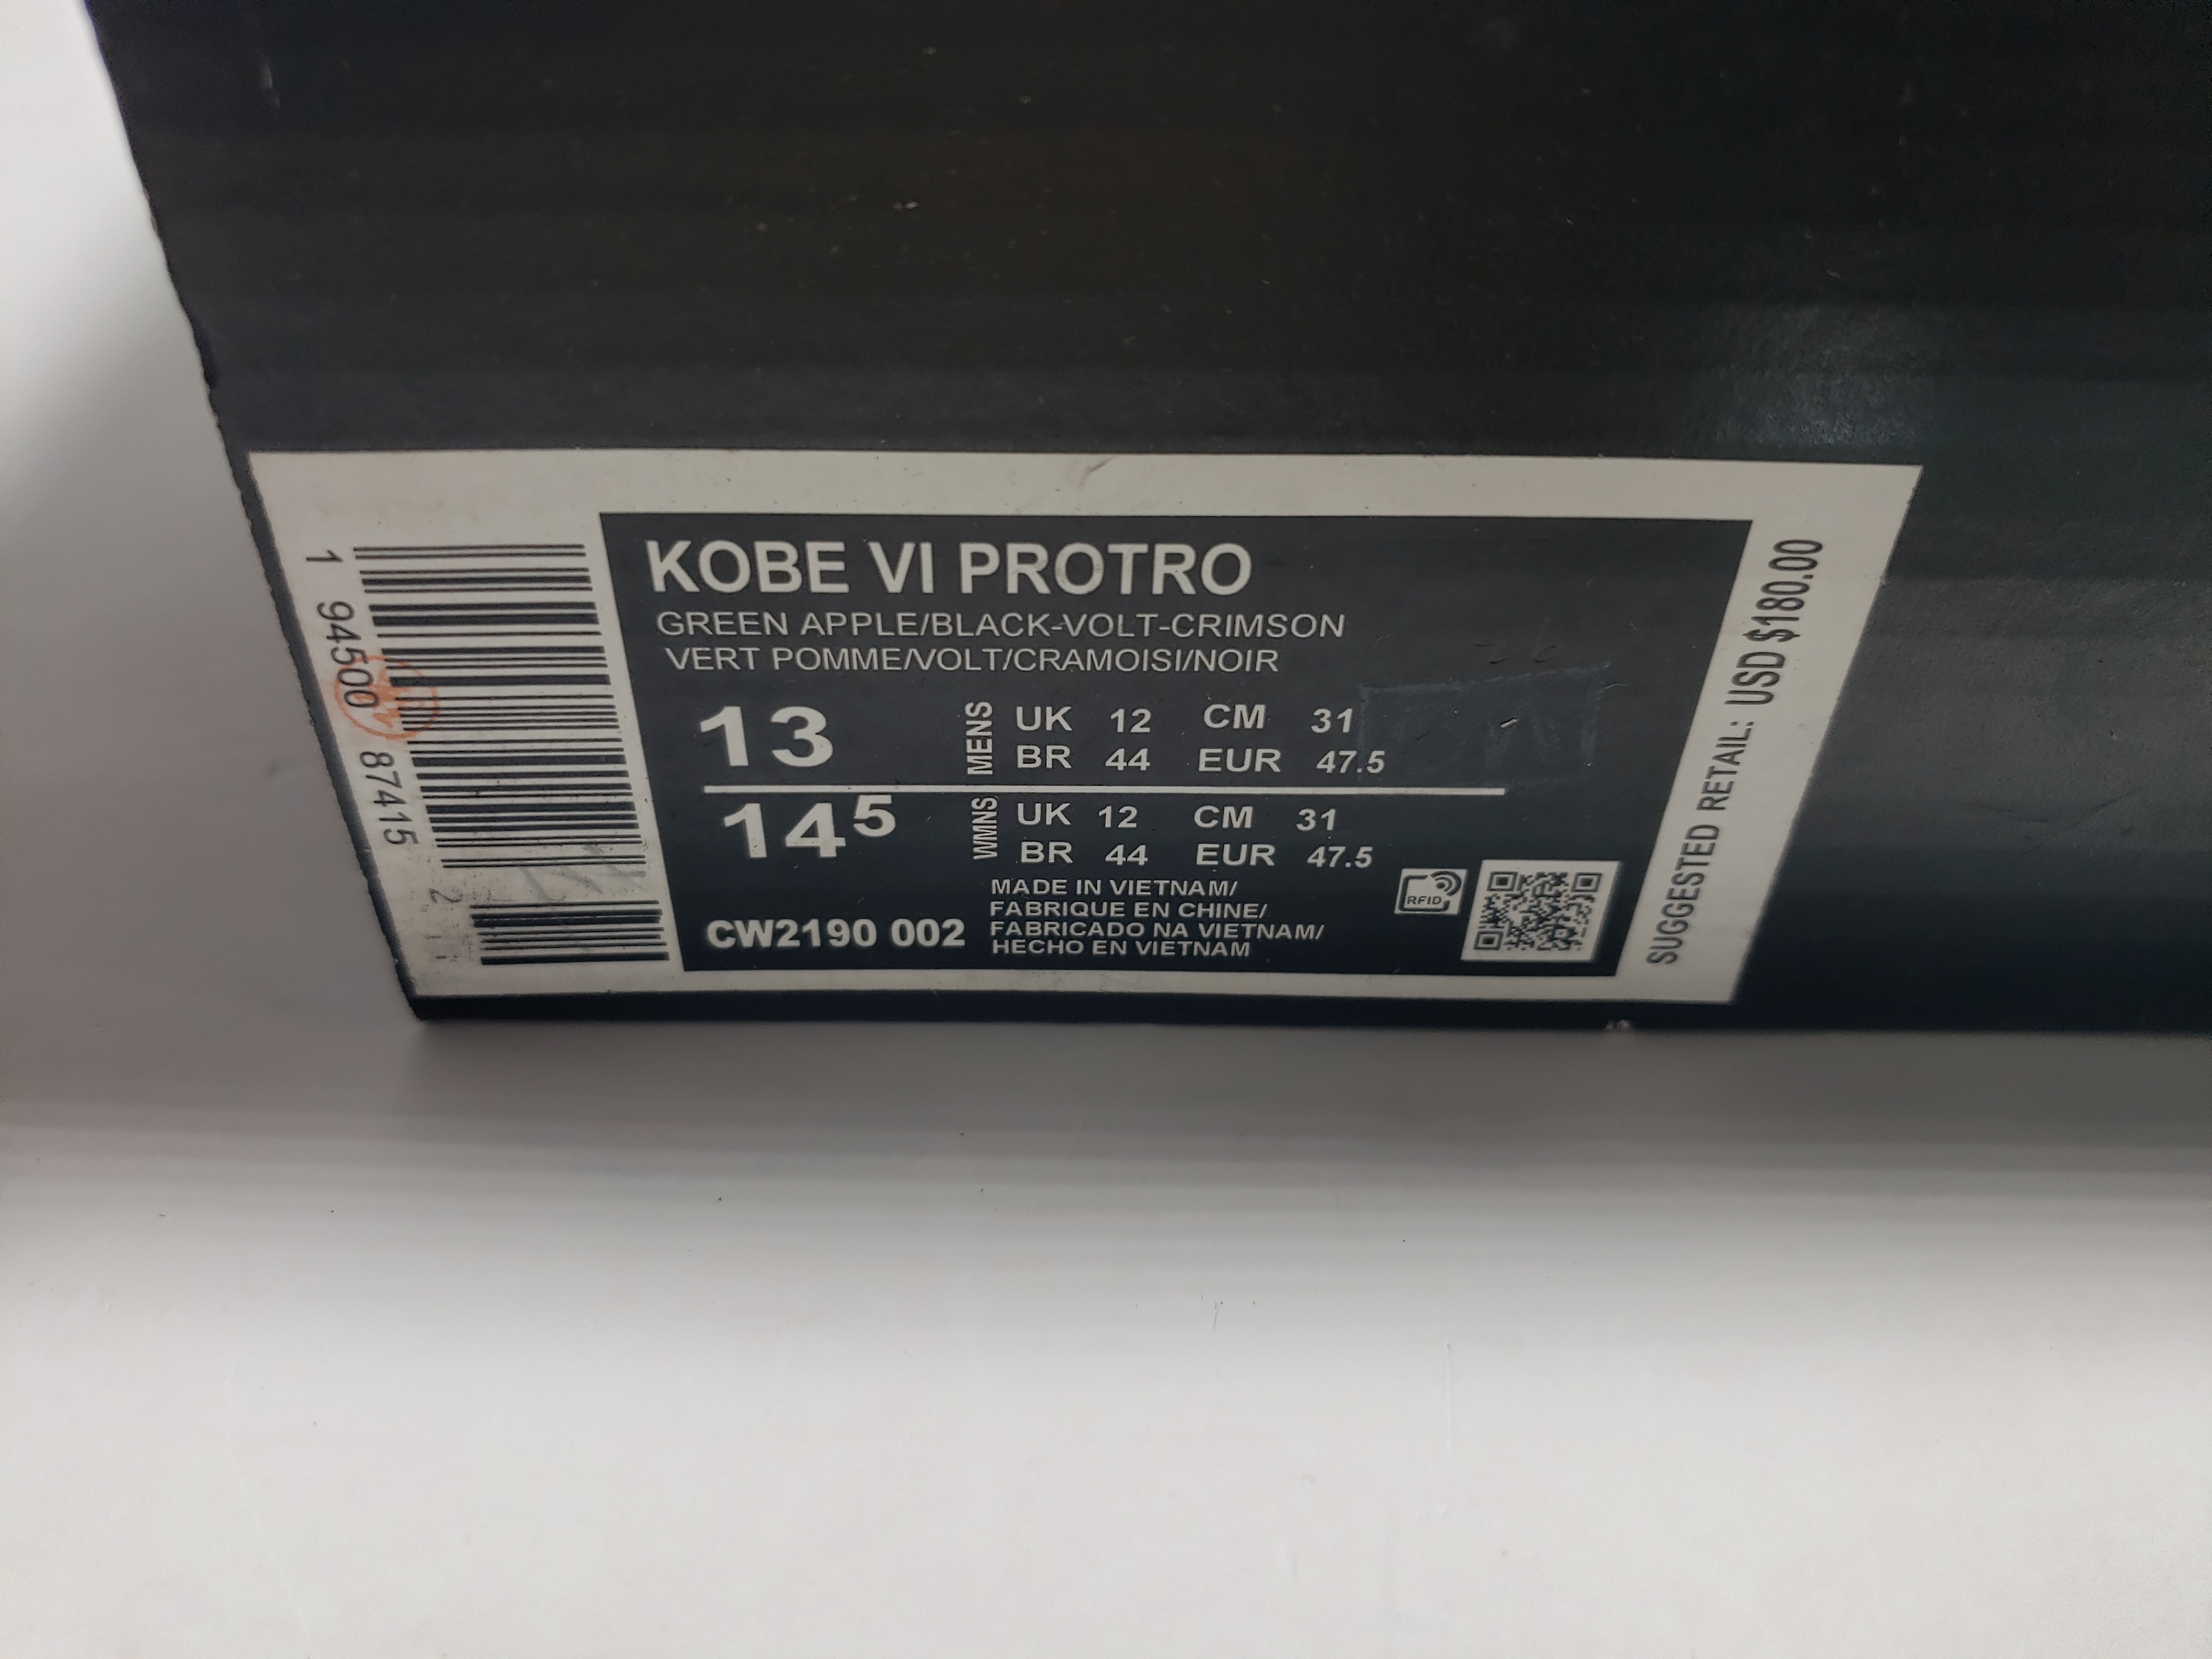 KOBE VI PROTRO
GREEN APPLE/BLACK-VOLT-CRIMSON
VERT POMME/VOLT/CRAMOISI/NOIR
13 MENS UK 12 CM 31
BR 44 EUR 47.5
14 5 WMNS UK 12 CM 31
BR 44 EUR 47.5
CW2190 002
MADE IN VIETNAM/
FABRIQUE EN CHINE/
FABRICADO NA VIETNAM/
HECHO EN VIETNAM
RFID
SUGGESTED RETAIL: USD $180.00
1 94500 87415 2